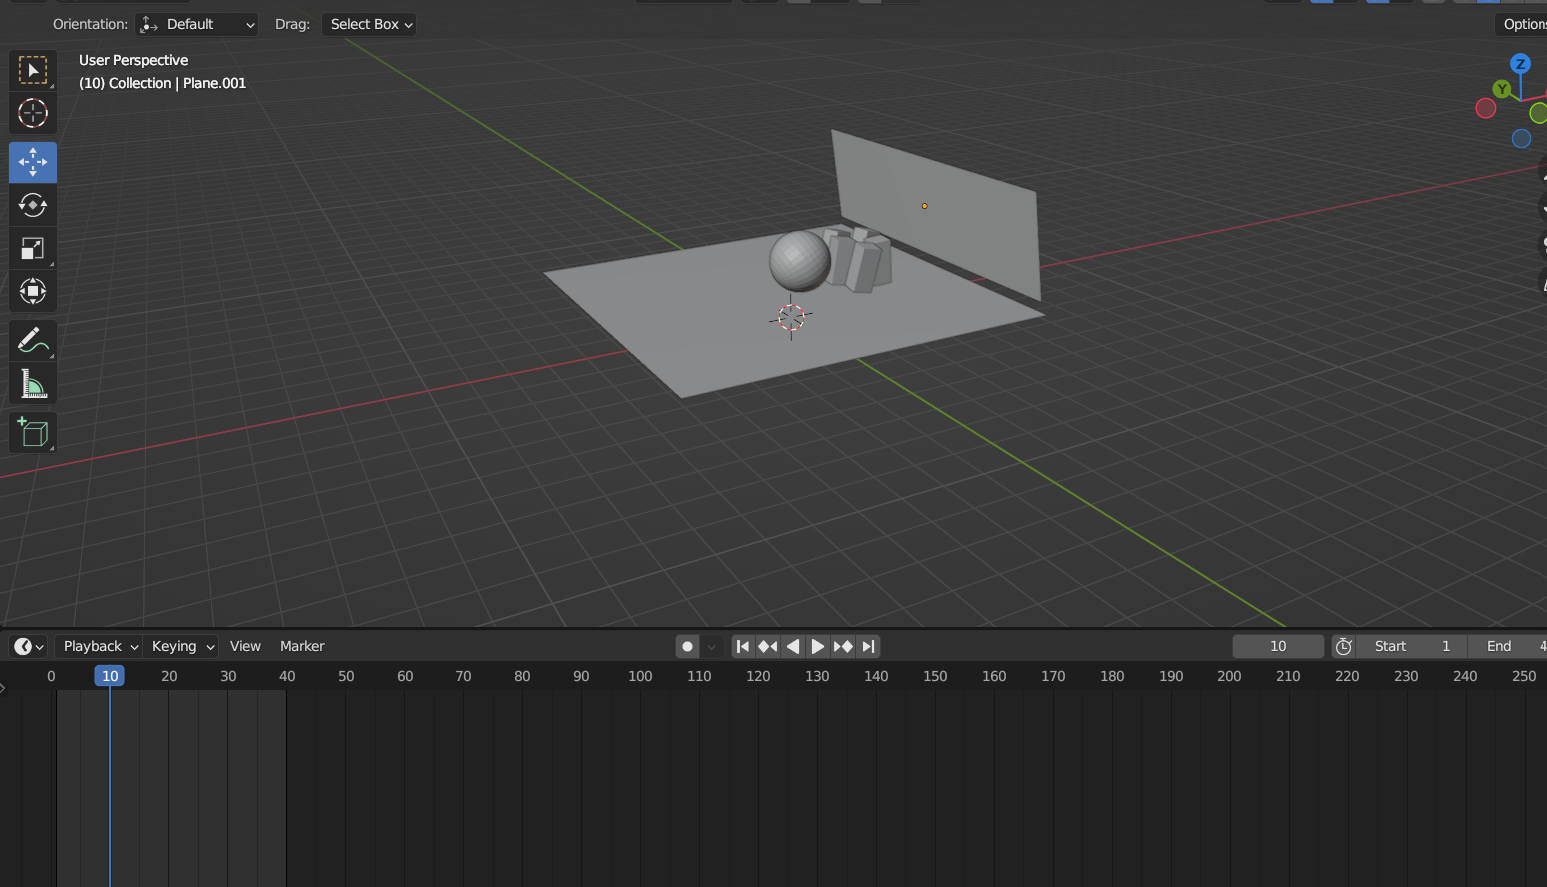 Orientation: Default Drag: Select Box
Options
User Perspective
(10) Collection | Plane.001
Z
Y
Playback Keying View Marker
10 Start 1 End 4
0 10 20 30 40 50 60 70 80 90 100 110 120 130 140 150 160 170 180 190 200 210 220 230 240 250